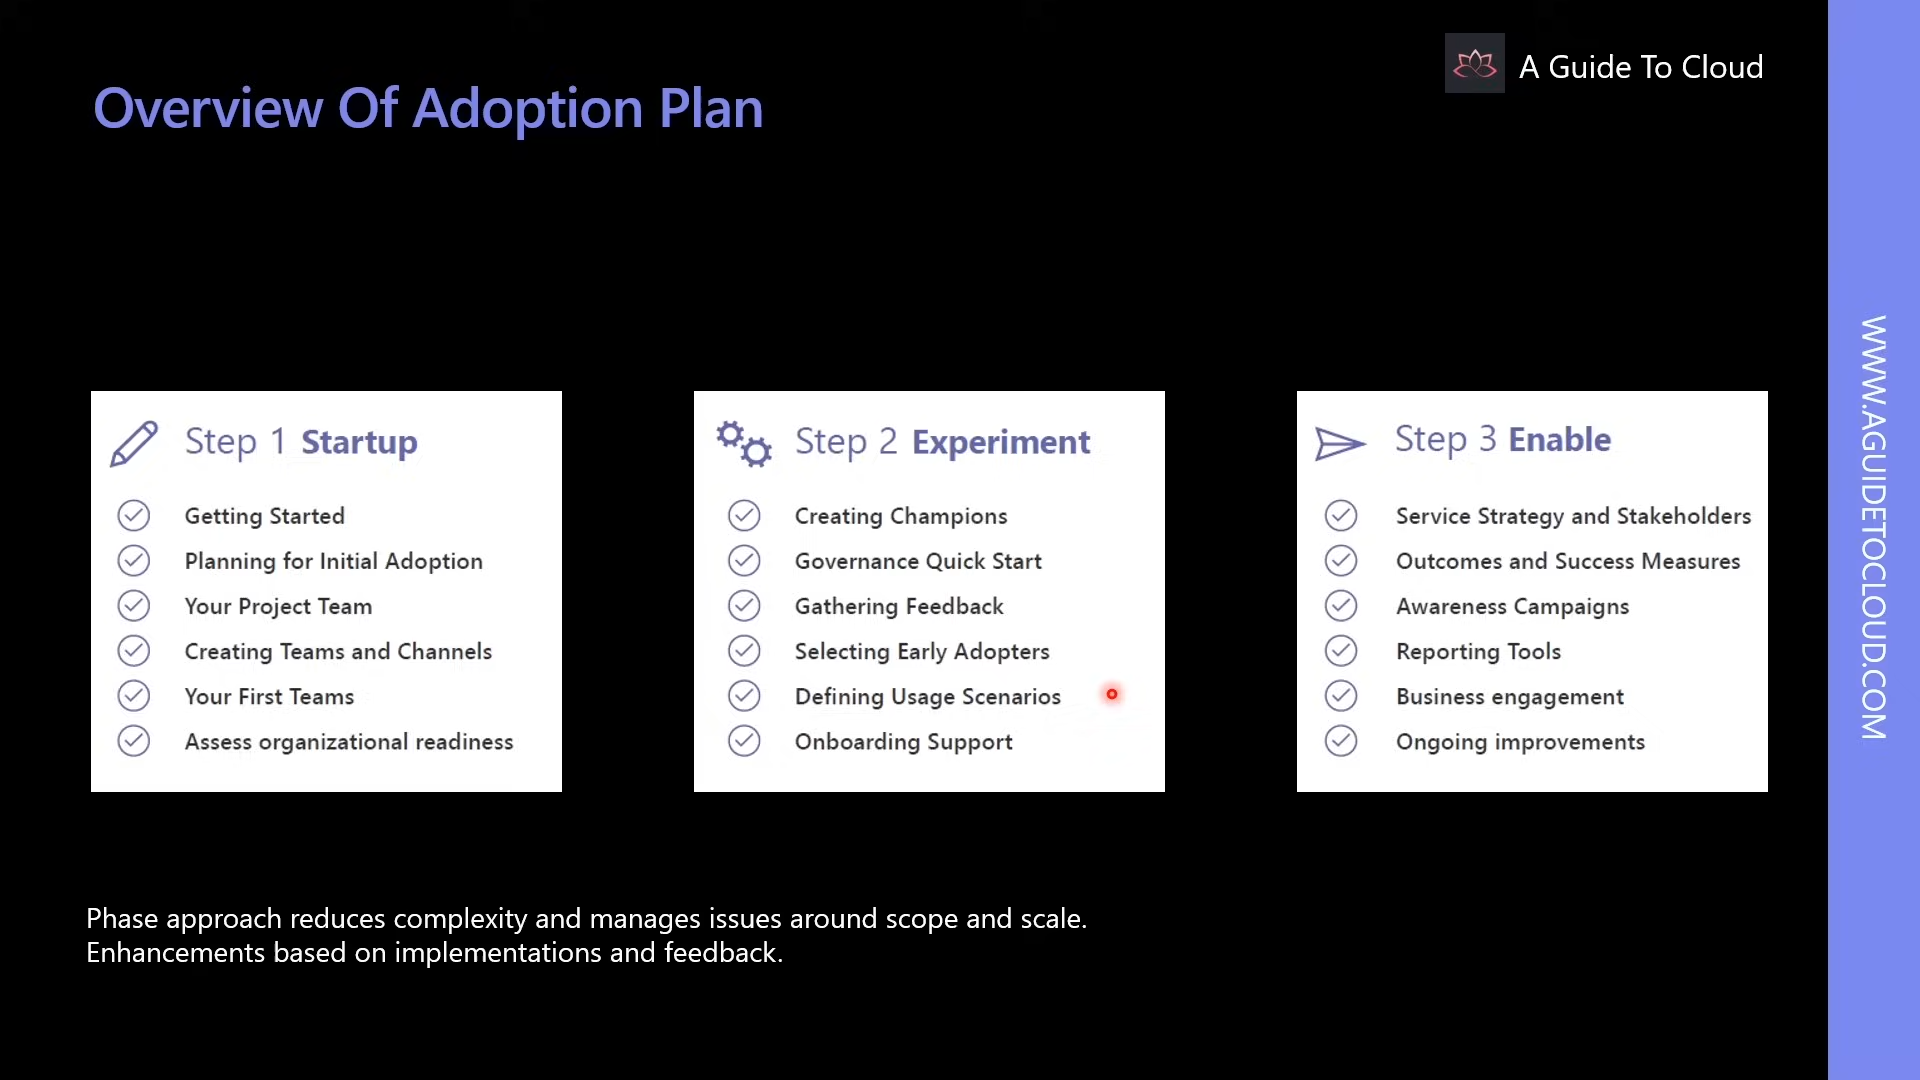 A Guide To Cloud
Overview Of Adoption Plan
Step 1 Startup
Getting Started
Planning for Initial Adoption
Your Project Team
Creating Teams and Channels
Your First Teams
Assess organizational readiness
Step 2 Experiment
Creating Champions
Governance Quick Start
Gathering Feedback
Selecting Early Adopters
Defining Usage Scenarios
Onboarding Support
Step 3 Enable
Service Strategy and Stakeholders
Outcomes and Success Measures
Awareness Campaigns
Reporting Tools
Business engagement
Ongoing improvements
Phase approach reduces complexity and manages issues around scope and scale.
Enhancements based on implementations and feedback.
WWW.AGUIDETOCLOUD.COM